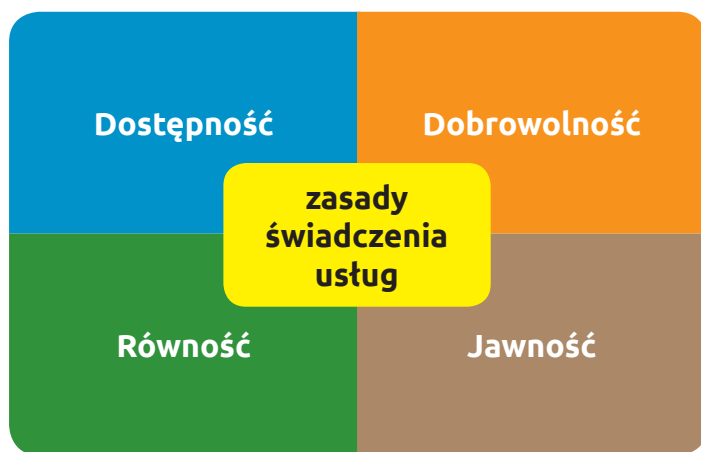 Dostępność
Dobrowolność
zasady
świadczenia
usług
Równość
Jawność